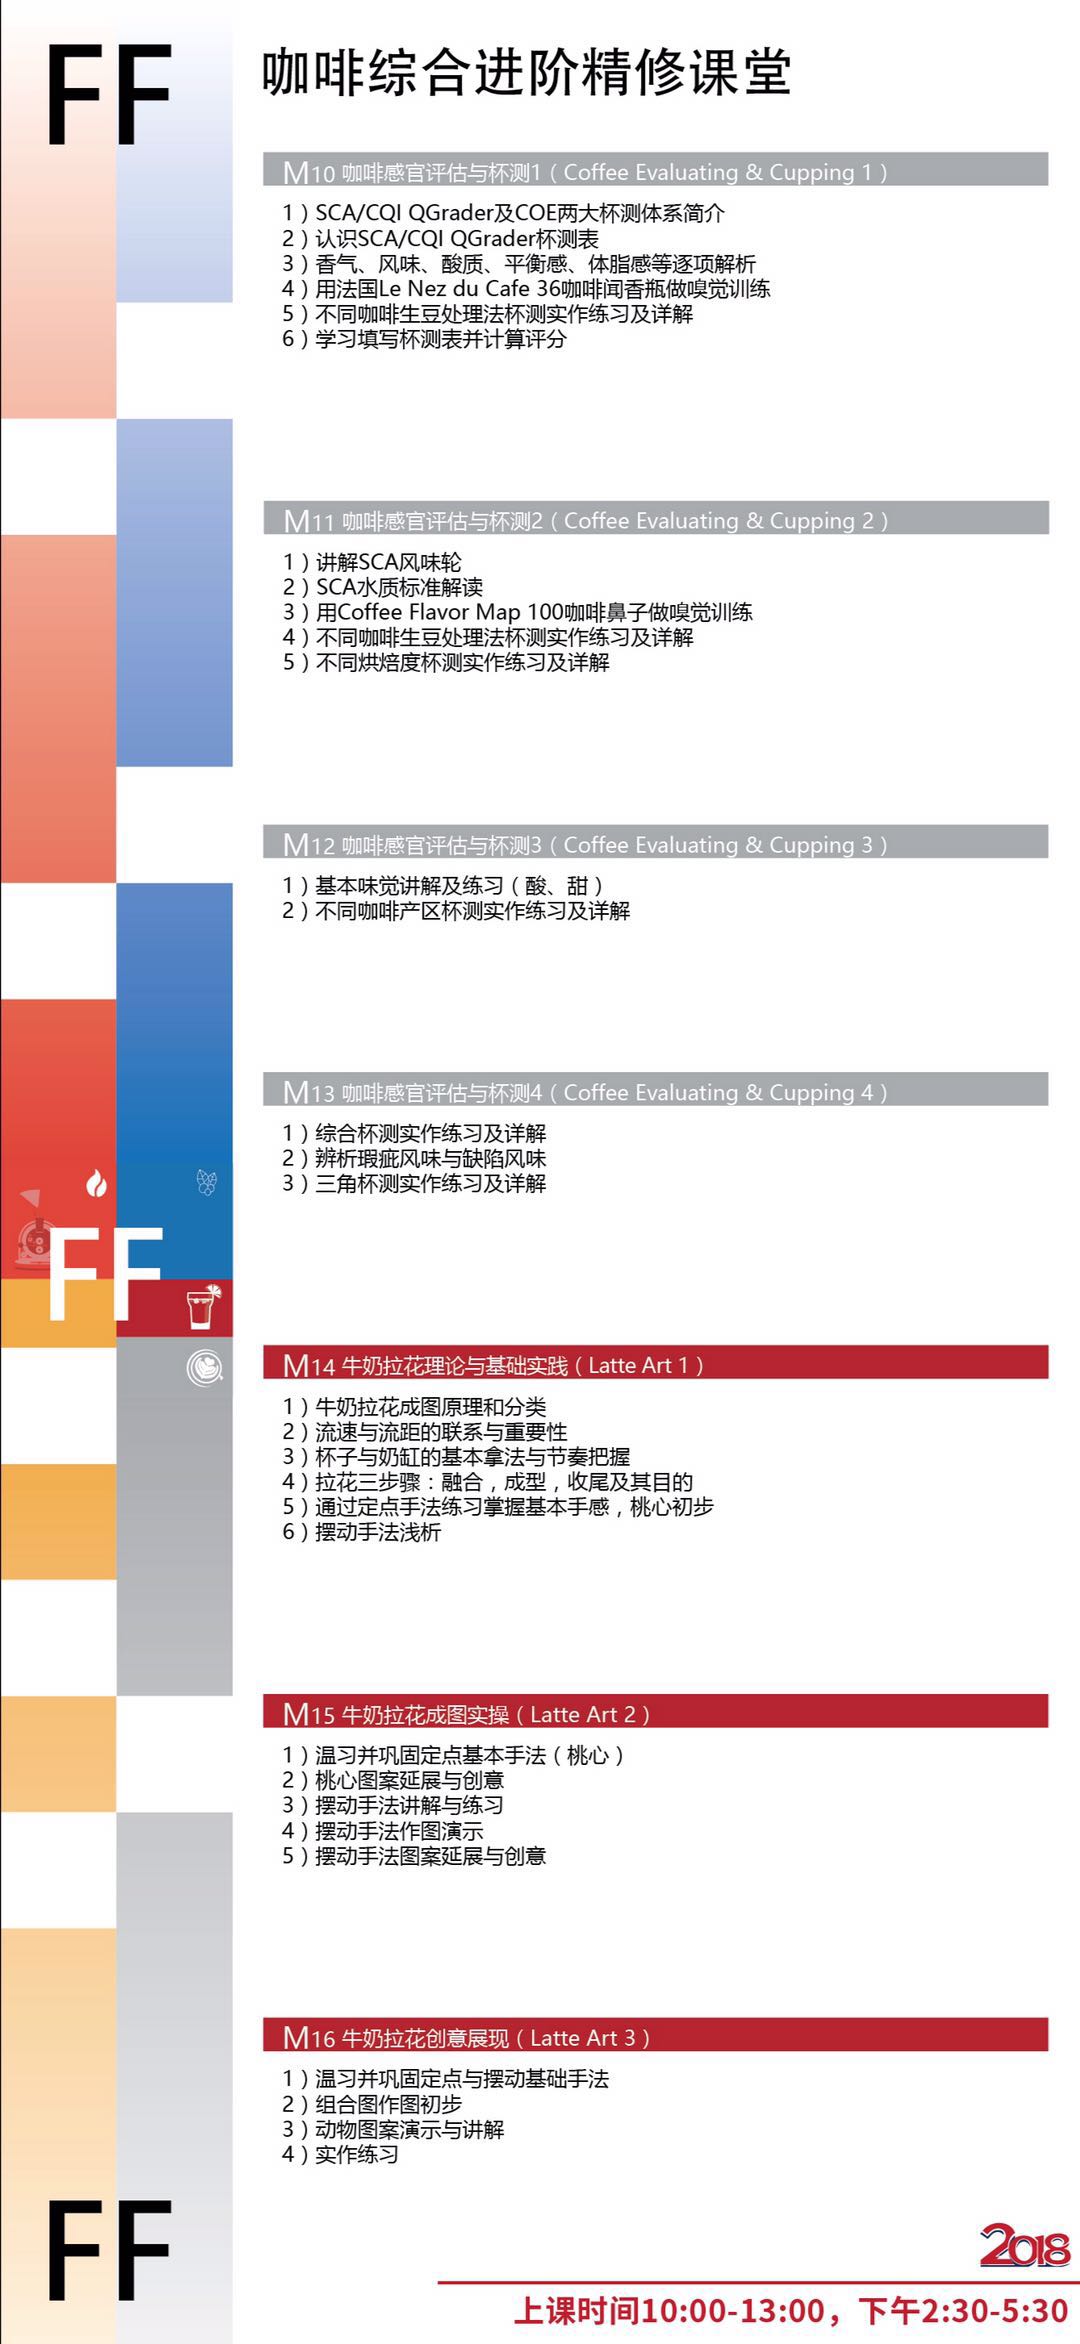 FF
咖啡综合进阶精修课堂
M10 咖啡感官评估与杯测1（Coffee Evaluating & Cupping 1）
1）SCA/CQI QGrader及COE两大杯测体系简介
2）认识SCA/CQI QGrader杯测表
3）香气、风味、酸质、平衡感、体脂感等逐项解析
4）用法国Le Nez du Cafe 36咖啡闻香瓶做嗅觉训练
5）不同咖啡生豆处理法杯测实作练习及详解
6）学习填写杯测表并计算评分
M11 咖啡感官评估与杯测2（Coffee Evaluating & Cupping 2）
1）讲解SCA风味轮
2）SCA水质标准解读
3）用Coffee Flavor Map 100咖啡鼻子做嗅觉训练
4）不同咖啡生豆处理法杯测实作练习及详解
5）不同烘焙度杯测实作练习及详解
M12 咖啡感官评估与杯测3（Coffee Evaluating & Cupping 3）
1）基本味觉讲解及练习（酸、甜）
2）不同咖啡产区杯测实作练习及详解
M13 咖啡感官评估与杯测4（Coffee Evaluating & Cupping 4）
1）综合杯测实作练习及详解
2）辨析瑕疵风味与缺陷风味
3）三角杯测实作练习及详解
FF
M14 牛奶拉花理论与基础实践（Latte Art 1）
1）牛奶拉花成图原理和分类
2）流速与流距的联系与重要性
3）杯子与奶缸的基本拿法与节奏把握
4）拉花三步骤：融合，成型，收尾及其目的
5）通过定点手法练习掌握基本手感，桃心初步
6）摆动手法浅析
M15 牛奶拉花成图实操（Latte Art 2）
1）温习并巩固定点基本手法（桃心）
2）桃心图案延展与创意
3）摆动手法讲解与练习
4）摆动手法作图演示
5）摆动手法图案延展与创意
M16 牛奶拉花创意展现（Latte Art 3）
1）温习并巩固定点与摆动基础手法
2）组合图作图初步
3）动物图案演示与讲解
4）实作练习
FF
2018
上课时间10:00-13:00，下午2:30-5:30